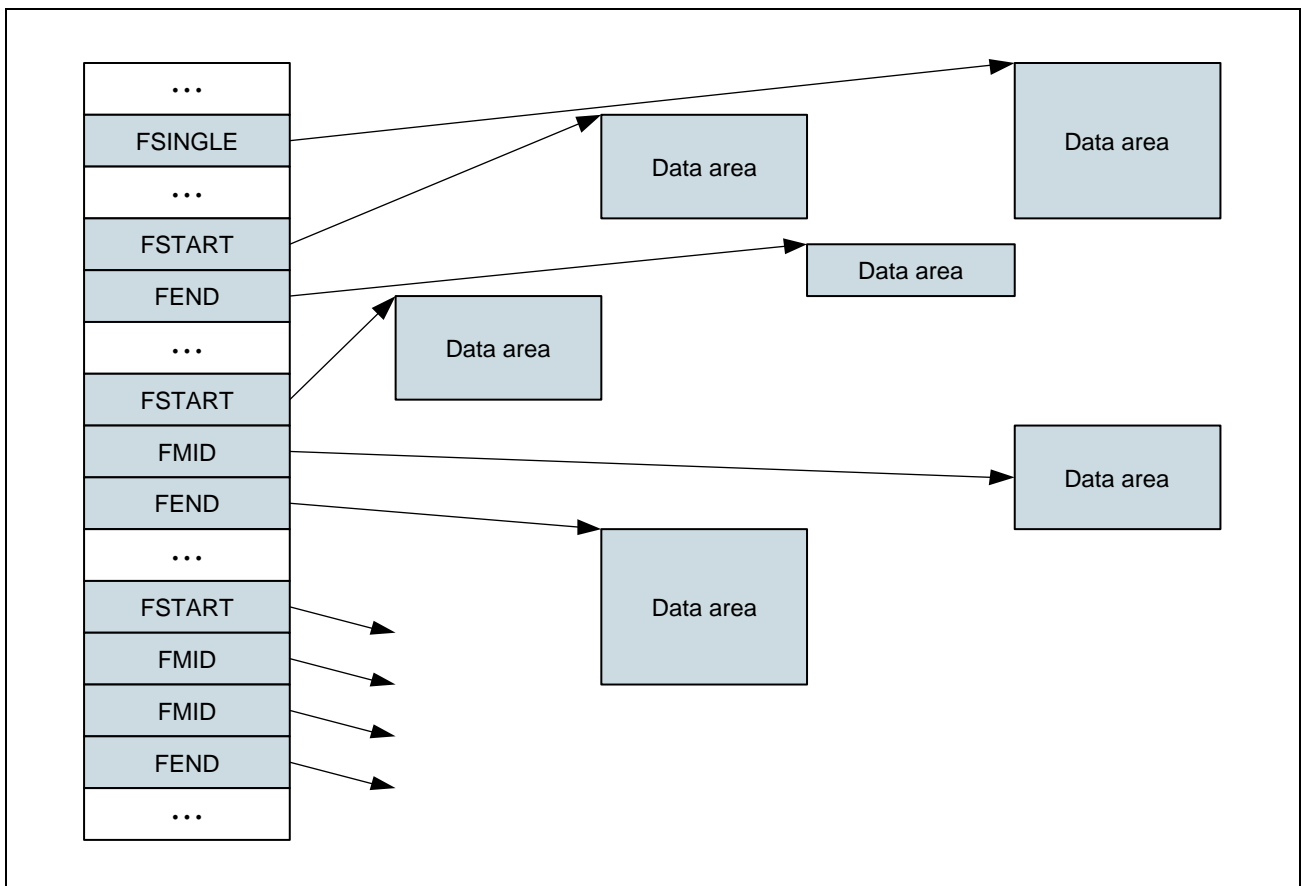 ...
FSINGLE
Data area
Data area
...
FSTART
FEND
Data area
...
Data area
FSTART
FMID
Data area
FEND
...
FSTART
Data area
FMID
FMID
FEND
...